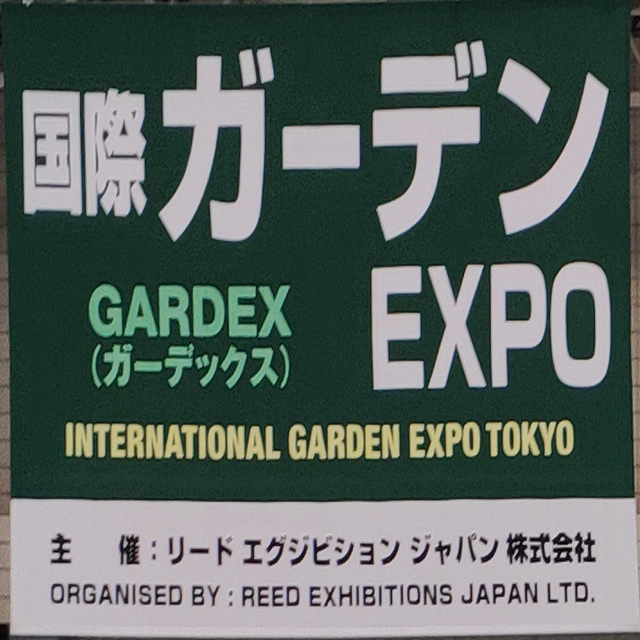 国際ガーデン
GARDEX
(ガーデックス)
EXPO
INTERNATIONAL GARDEN EXPO TOKYO
主 催：リード エグジビション ジャパン 株式会社
ORGANISED BY : REED EXHIBITIONS JAPAN LTD.